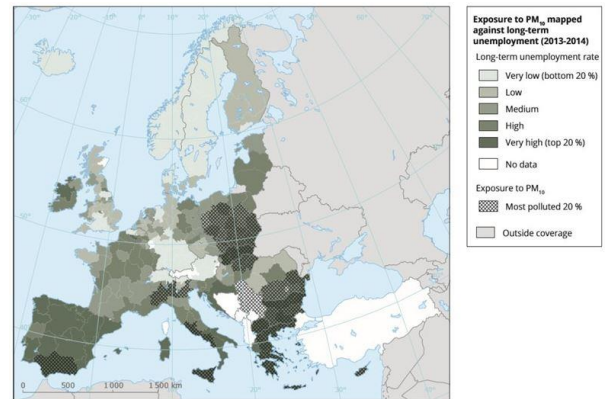 Exposure to PM₁₀ mapped
against long-term
unemployment (2013-2014)
Long-term unemployment rate
Very low (bottom 20 %)
Low
Medium
High
Very high (top 20 %)
No data
Exposure to PM₁₀
Most polluted 20 %
Outside coverage
0 500 1 000 1 500 km